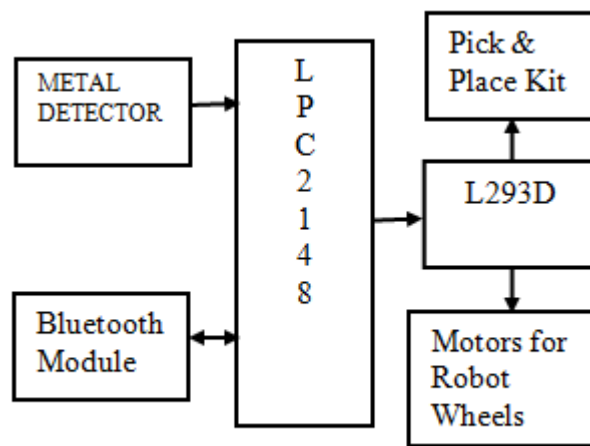 METAL
DETECTOR
Bluetooth
Module
L
P
C
2
1
4
8
Pick &
Place Kit
L293D
Motors for
Robot
Wheels